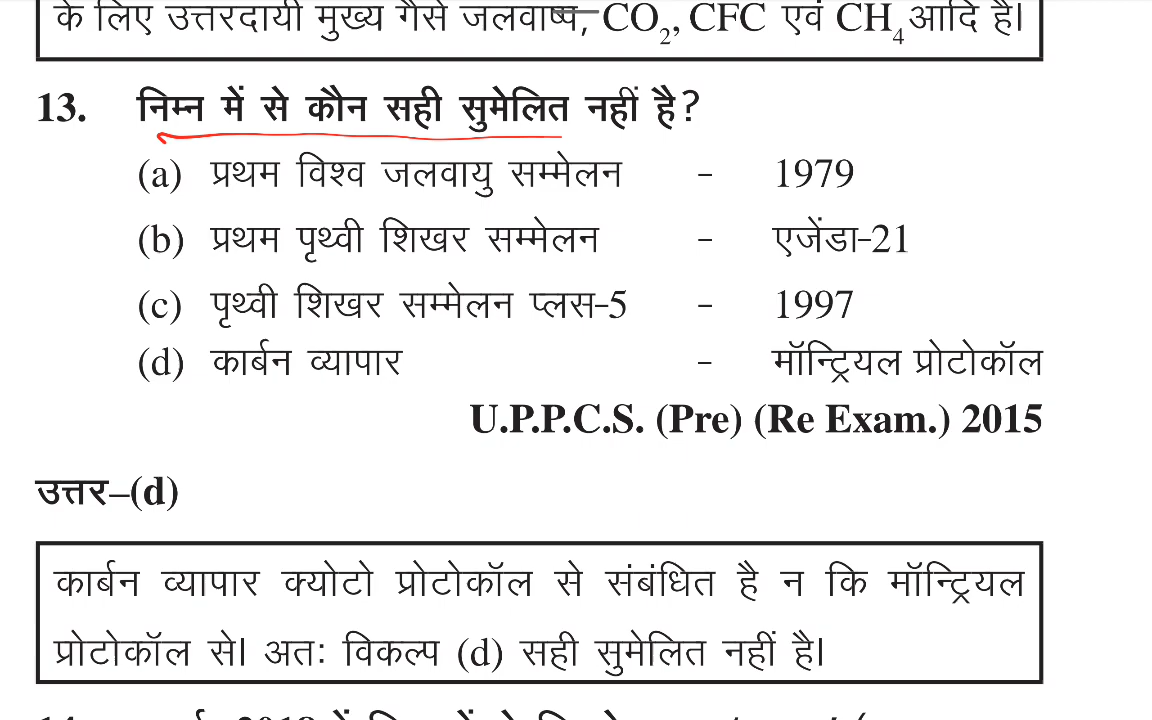 के लिए उत्तरदायी मुख्य गैसें जलवाष्प, CO₂, CFC एवं CH₄ आदि हैं।
13. निम्न में से कौन सही सुमेलित नहीं है?
(a) प्रथम विश्व जलवायु सम्मेलन - 1979
(b) प्रथम पृथ्वी शिखर सम्मेलन - एजेंडा-21
(c) पृथ्वी शिखर सम्मेलन प्लस-5 - 1997
(d) कार्बन व्यापार - मॉन्ट्रियल प्रोटोकॉल
U.P.P.C.S. (Pre) (Re Exam.) 2015
उत्तर–(d)
कार्बन व्यापार क्योटो प्रोटोकॉल से संबंधित है न कि मॉन्ट्रियल
प्रोटोकॉल से। अतः विकल्प (d) सही सुमेलित नहीं है।